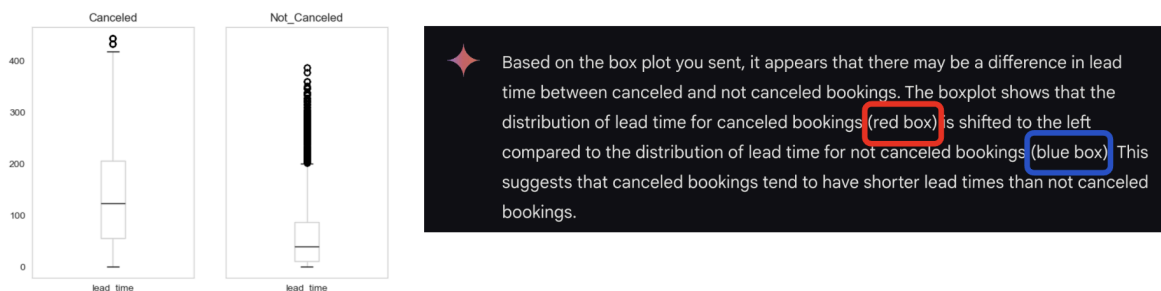 Canceled
Not_Canceled
400
300
200
100
0
lead_time
lead_time
Based on the box plot you sent, it appears that there may be a difference in lead
time between canceled and not canceled bookings. The boxplot shows that the
distribution of lead time for canceled bookings (red box) is shifted to the left
compared to the distribution of lead time for not canceled bookings (blue box). This
suggests that canceled bookings tend to have shorter lead times than not canceled
bookings.